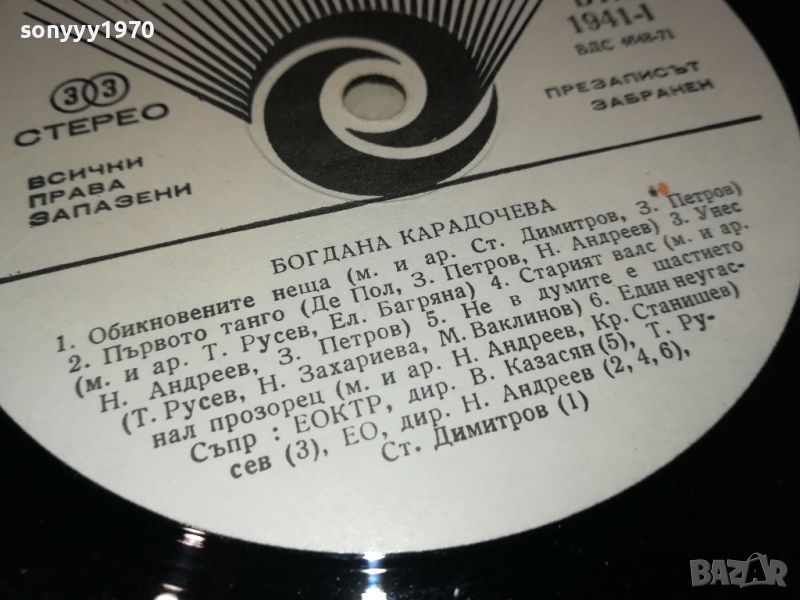 sonyyy1970
1941-I
БДС 4648-71
33
СТЕРЕО
ВСИЧКИ
ПРАВА
ЗАПАЗЕНИ
ПРЕЗАПИСЪТ
ЗАБРАНЕН
БОГДАНА КАРАДОЧЕВА
1. Обикновените неща (м. и ар. Ст. Димитров, З. Петров)
2. Първото танго (Де Пол, З. Петров, Н. Андреев) 3. Унес
(м. и ар. Т. Русев, Ел. Багряна) 4. Старият валс (м. и ар.
Н. Андреев, З. Петров) 5. Не в думите е щастието
(Т. Русев, Н. Захариева, М. Ваклинов) 6. Един неугас-
нал прозорец (м. и ар. Н. Андреев, Кр. Станишев)
Съпр : ЕОКТР, дир. В. Казасян (5), Т. Ру-
сев (3), ЕО, дир. Н. Андреев (2, 4, 6),
Ст. Димитров (1)
BAZAR